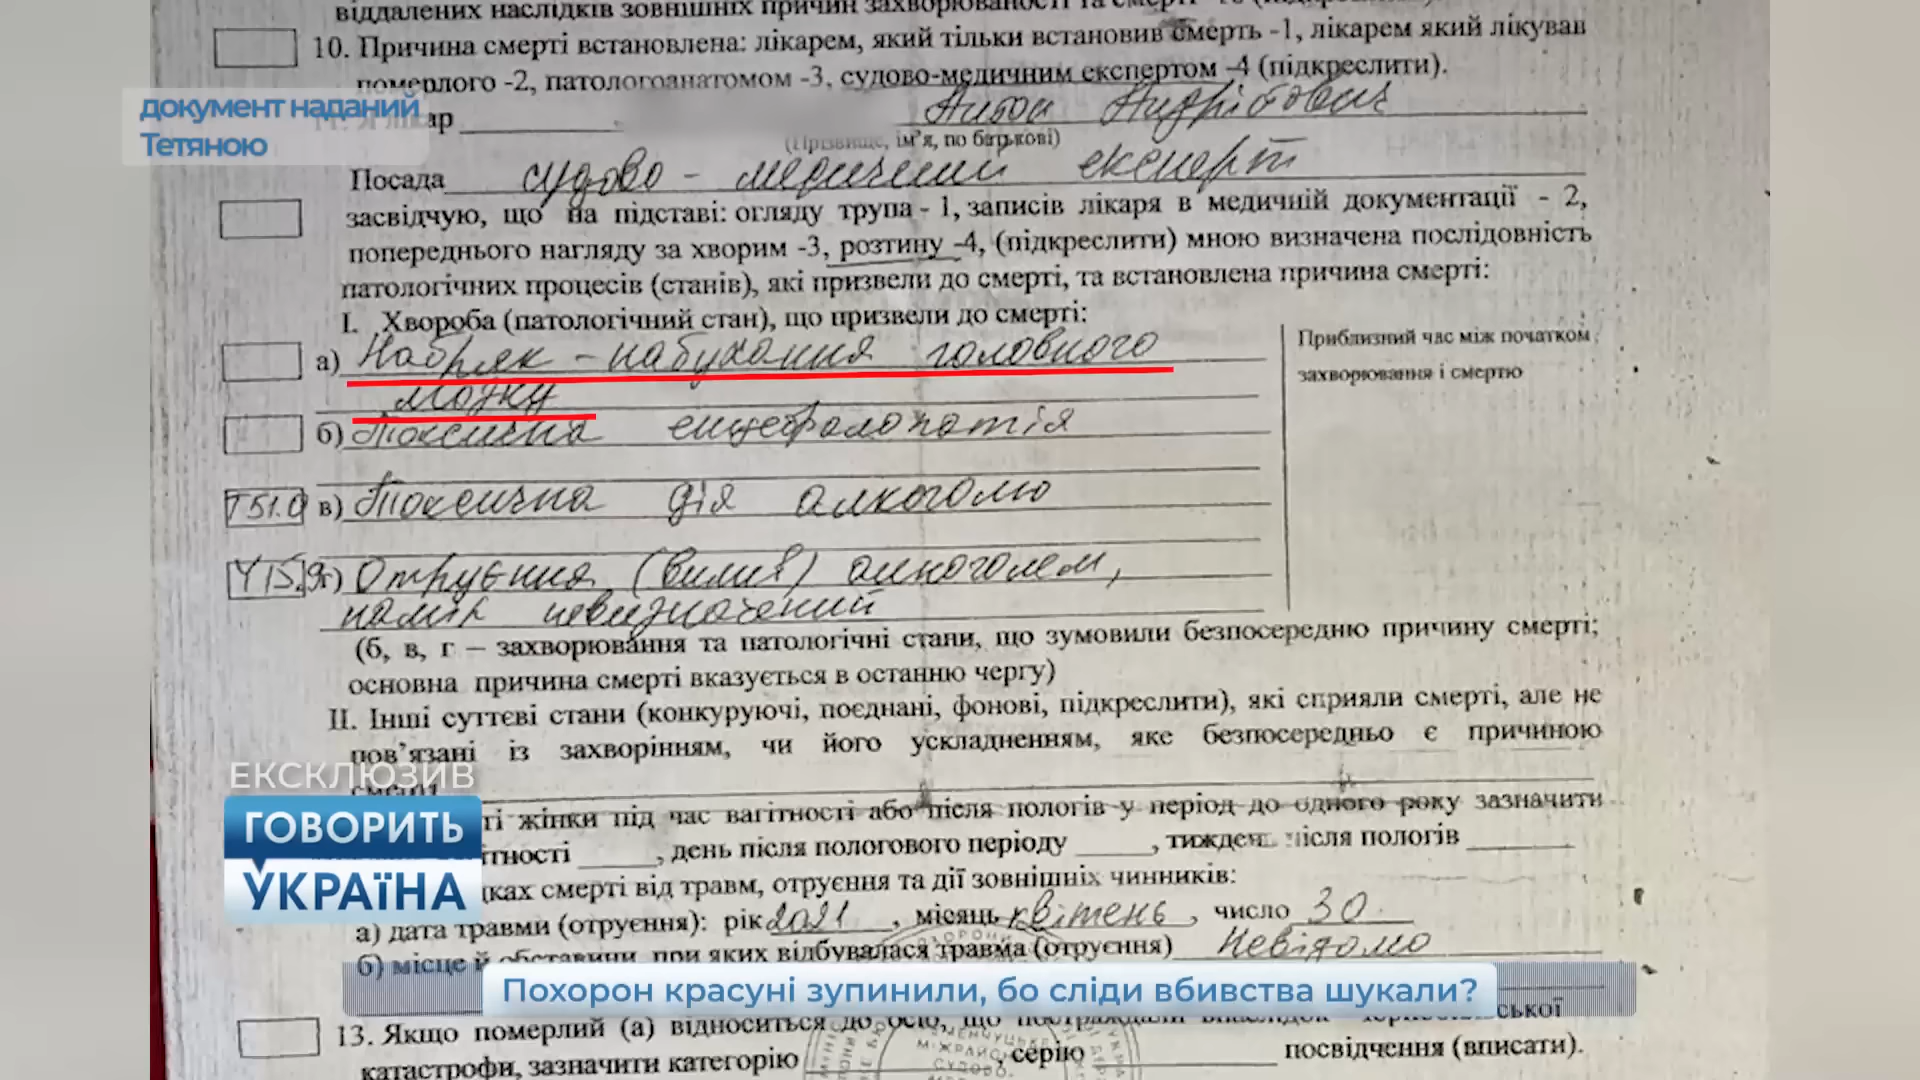 віддалених наслідків зовнішніх причин захворюваності та смерті
10. Причина смерті встановлена: лікарем, який тільки встановив смерть -1, лікарем який лікував
померлого -2, патологоанатомом -3, судово-медичним експертом -4 (підкреслити).
документ наданий
Тетяною
(Прізвище, ім’я, по батькові)
Посада судово - медичний експерт
засвідчую, що на підставі: огляду трупа - 1, записів лікаря в медичній документації - 2,
попереднього нагляду за хворим -3, розтину -4, (підкреслити) мною визначена послідовність
патологічних процесів (станів), які призвели до смерті, та встановлена причина смерті:
I. Хвороба (патологічний стан), що призвели до смерті:
Приблизний час між початком
захворювання і смертю
а) Набряк - набухання головного
мозку
б) Токсична енцефалопатія
T51.0 в) Токсична дія алкоголю
Y15.9 г) Отруєння (вплив) алкоголем,
намір невизначений
(б, в, г – захворювання та патологічні стани, що зумовили безпосередню причину смерті;
основна причина смерті вказується в останню чергу)
II. Інші суттєві стани (конкуруючі, поєднані, фонові, підкреслити), які сприяли смерті, але не
пов’язані із захворінням, чи його ускладненням, яке безпосередньо є причиною
ЕКСКЛЮЗИВ
ГОВОРИТЬ
УКРАЇНА
ті жінки під час вагітності або після пологів у період до одного року зазначити
ітності , день після пологового періоду , тиждень після пологів
дках смерті від травм, отруєння та дії зовнішніх чинників:
а) дата травми (отруєння): рік 2021, місяць квітень, число 30
б) місце й обставини, при яких відбувалася травма (отруєння) Невідомо
Похорон красуні зупинили, бо сліди вбивства шукали?
ської
13. Якщо померлий (а) відноситься до осіб, що постраждали внаслідок
катастрофи, зазначити категорію , серію посвідчення (вписати).